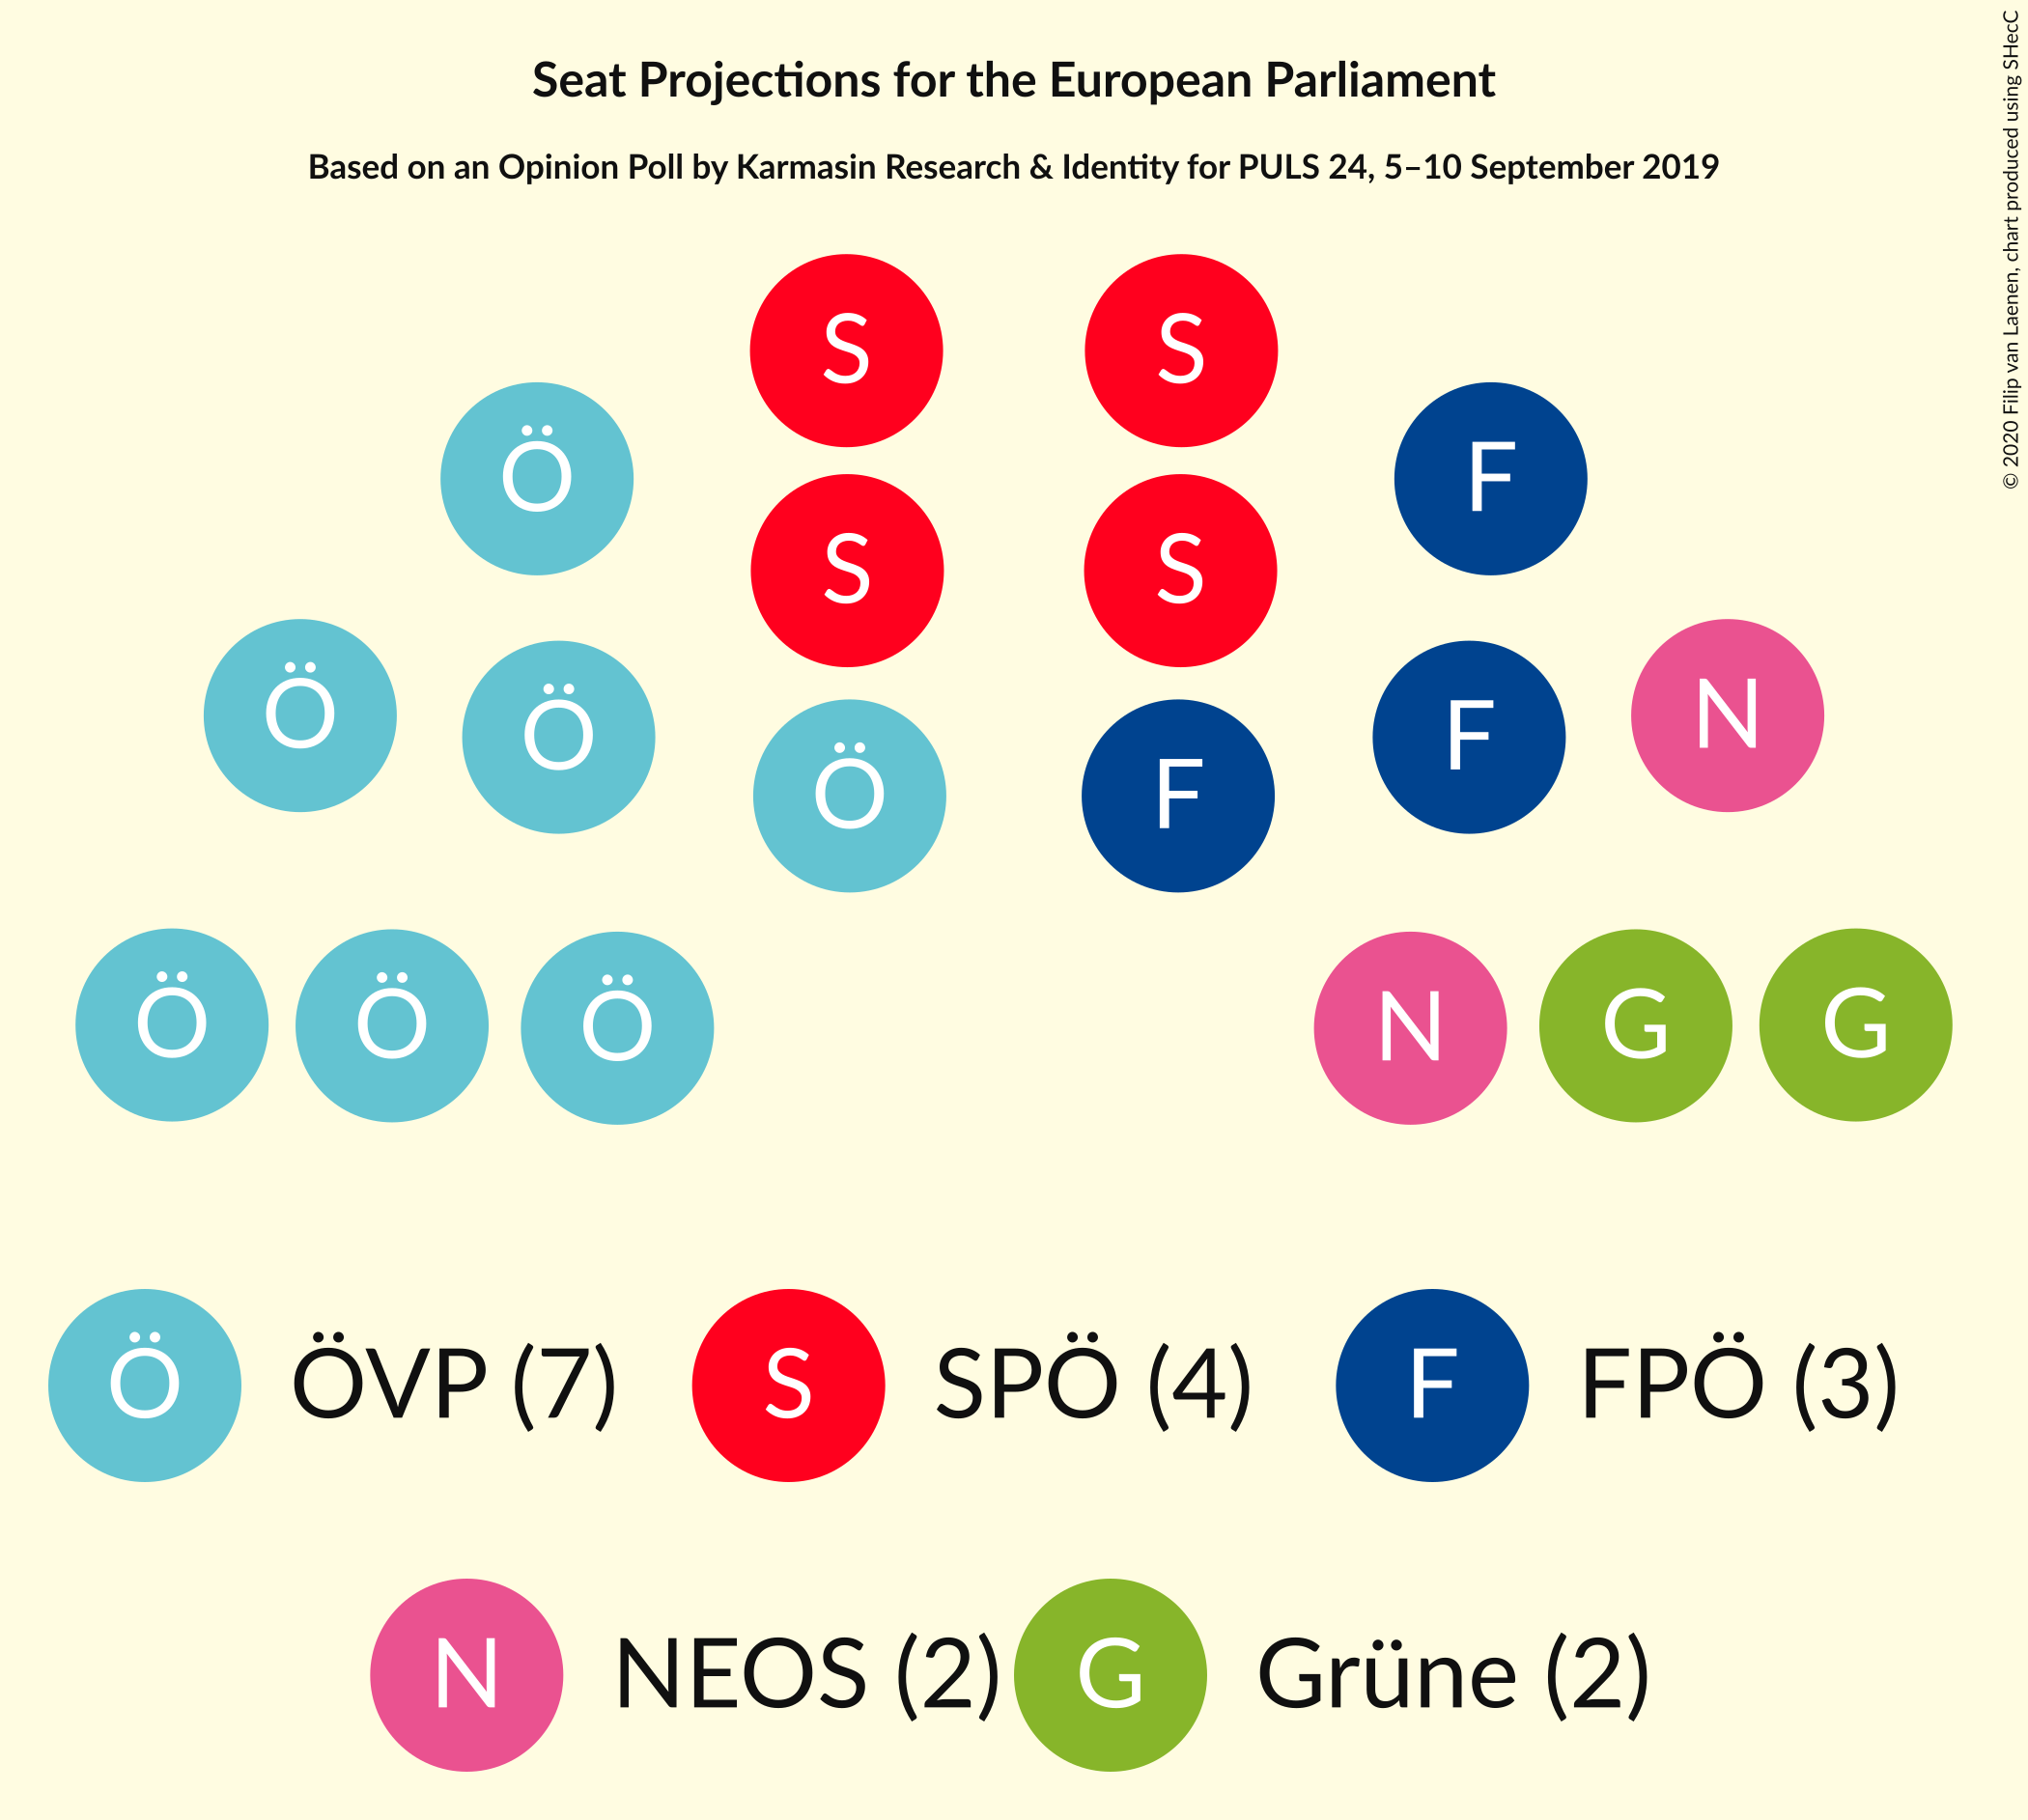 Seat Projections for the European Parliament
Based on an Opinion Poll by Karmasin Research & Identity for PULS 24, 5–10 September 2019
© 2020 Filip van Laenen, chart produced using SHecC
S S
Ö F
S S
Ö N
Ö F
Ö F
Ö Ö Ö N G G
Ö ÖVP (7) S SPÖ (4) F FPÖ (3)
N NEOS (2) G Grüne (2)